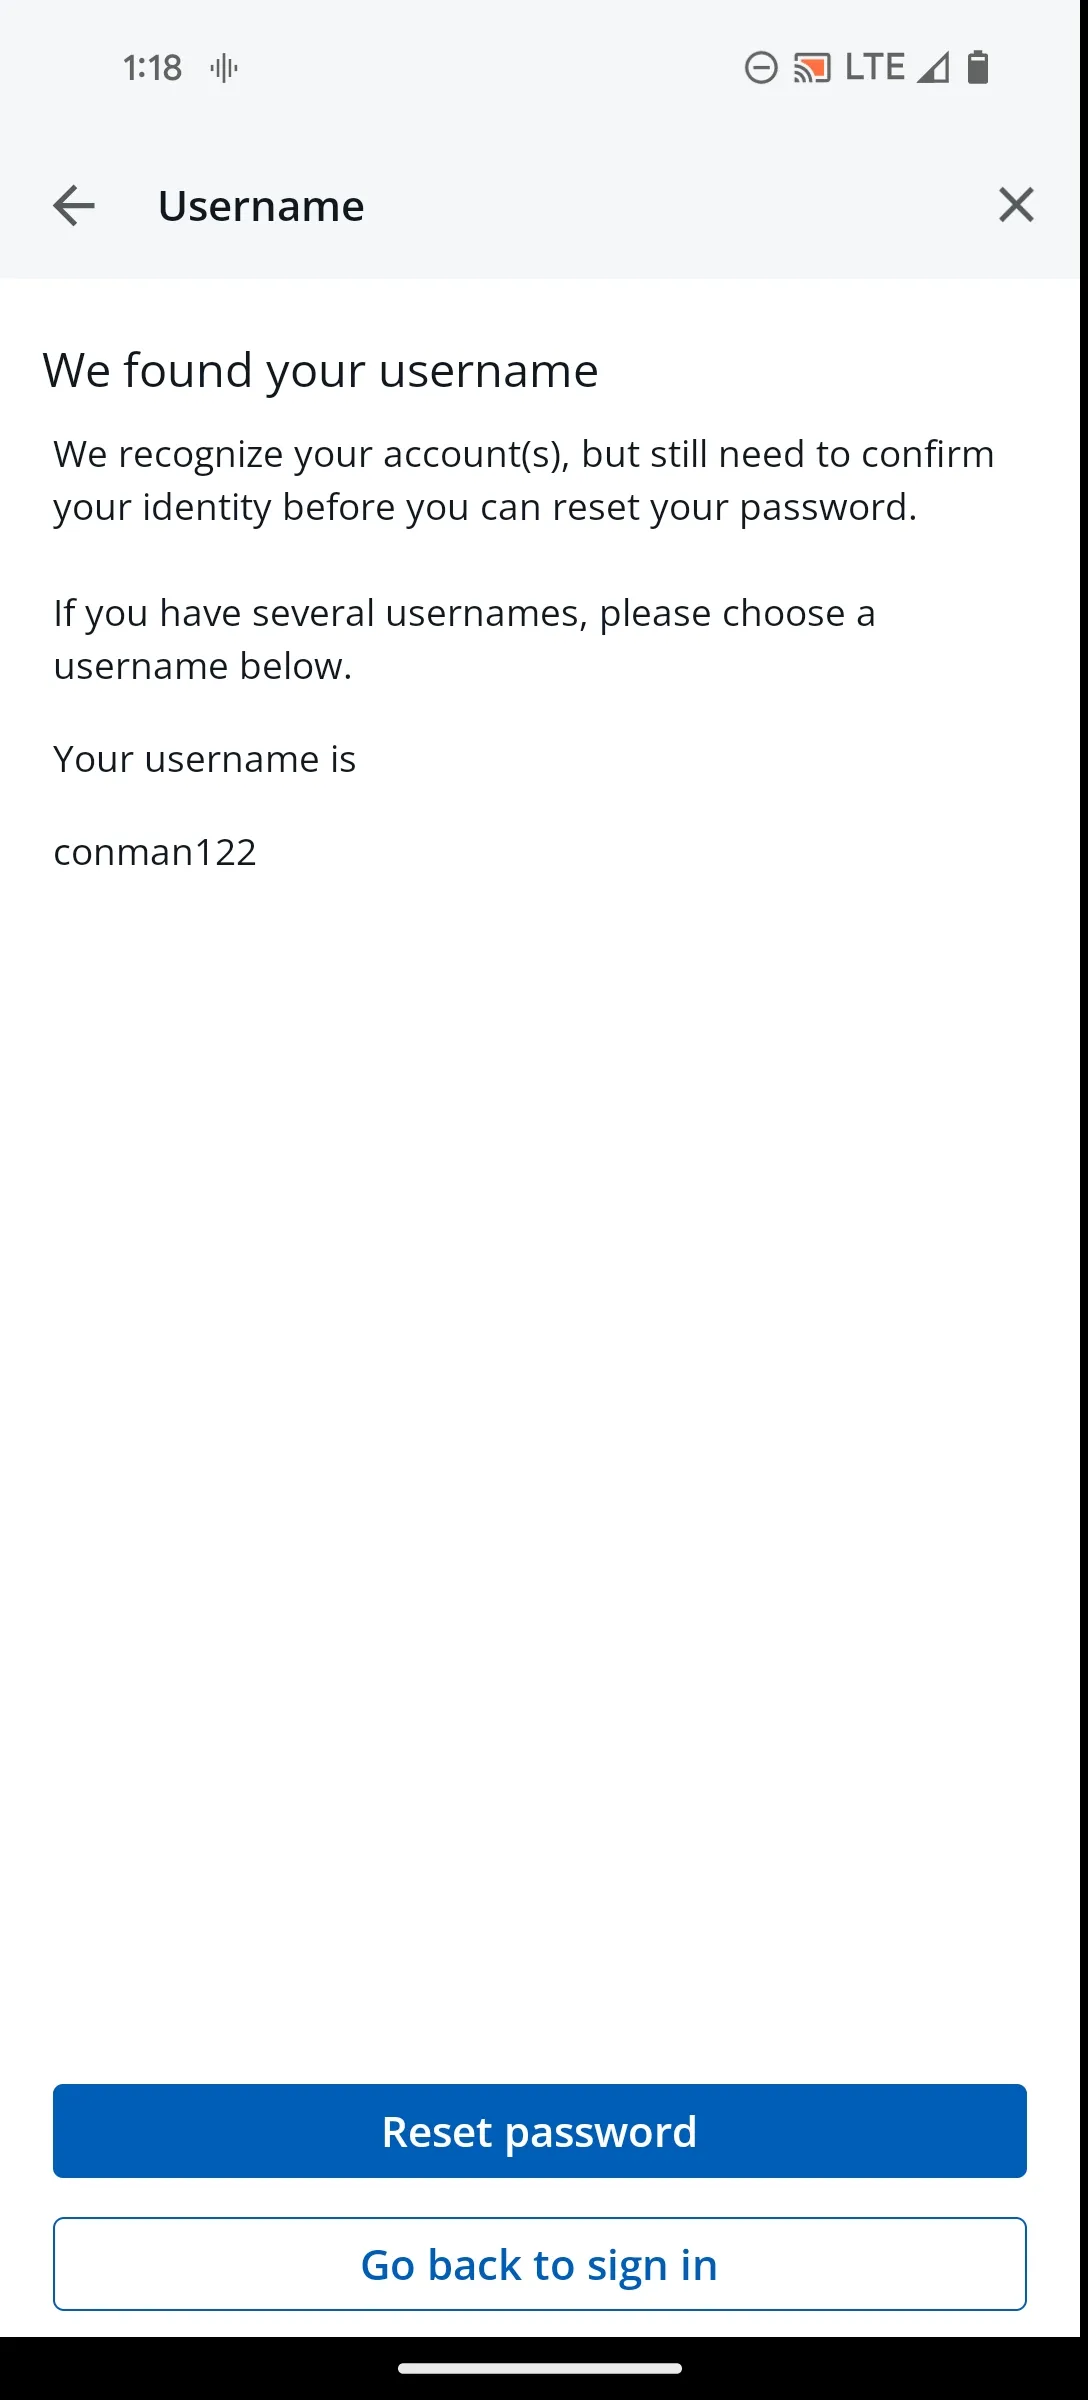 1:18 LTE
Username
We found your username
We recognize your account(s), but still need to confirm
your identity before you can reset your password.
If you have several usernames, please choose a
username below.
Your username is
conman122
Reset password
Go back to sign in